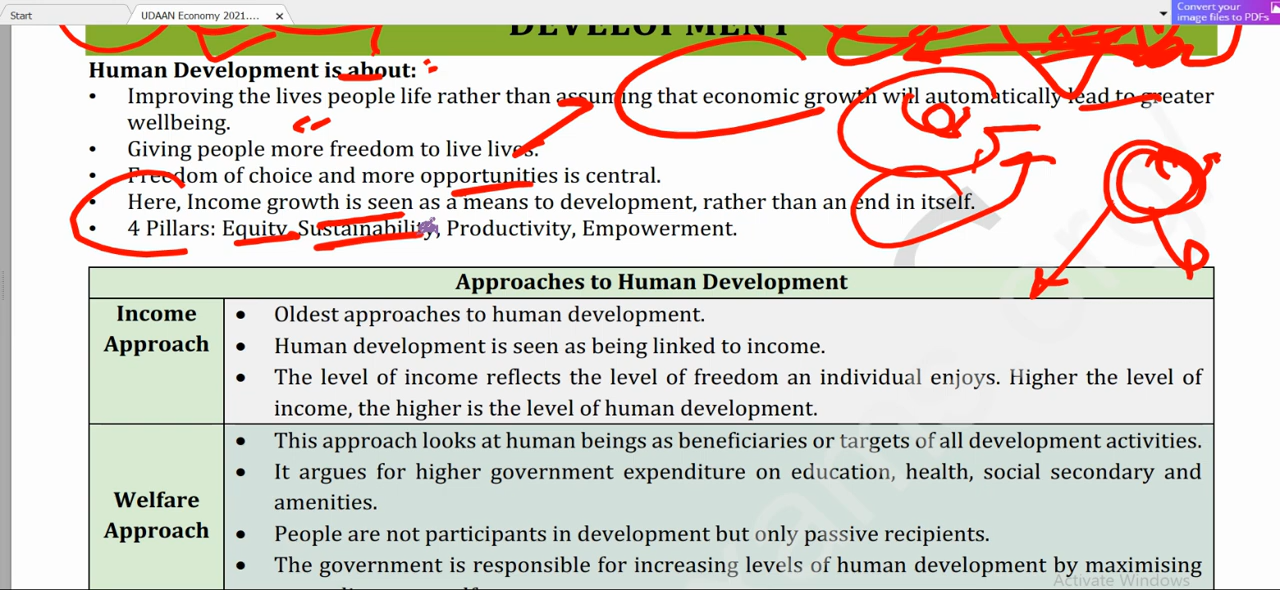 Start
UDAAN Economy 2021....
Convert your
image files to PDFs
DEVELOPMENT
Human Development is about:
• Improving the lives people life rather than assuming that economic growth will automatically lead to greater
wellbeing.
• Giving people more freedom to live lives.
• Freedom of choice and more opportunities is central.
• Here, Income growth is seen as a means to development, rather than an end in itself.
• 4 Pillars: Equity, Sustainability, Productivity, Empowerment.
Approaches to Human Development
Income
Approach
• Oldest approaches to human development.
• Human development is seen as being linked to income.
• The level of income reflects the level of freedom an individual enjoys. Higher the level of
income, the higher is the level of human development.
Welfare
Approach
• This approach looks at human beings as beneficiaries or targets of all development activities.
• It argues for higher government expenditure on education, health, social secondary and
amenities.
• People are not participants in development but only passive recipients.
• The government is responsible for increasing levels of human development by maximising
Activate Windows